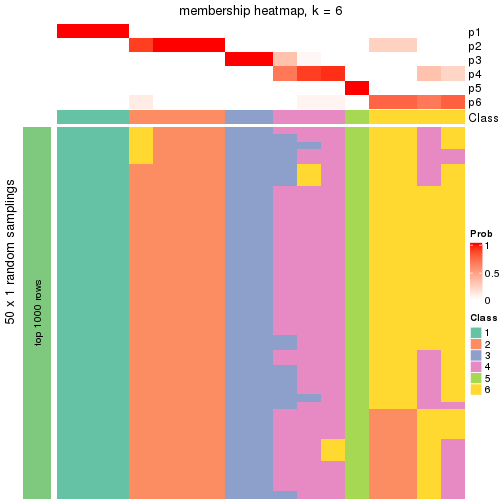 membership heatmap, k = 6
p1
p2
p3
p4
p5
p6
Class
50 x 1 random samplings
top 1000 rows
Prob
1
0.5
0
Class
1
2
3
4
5
6